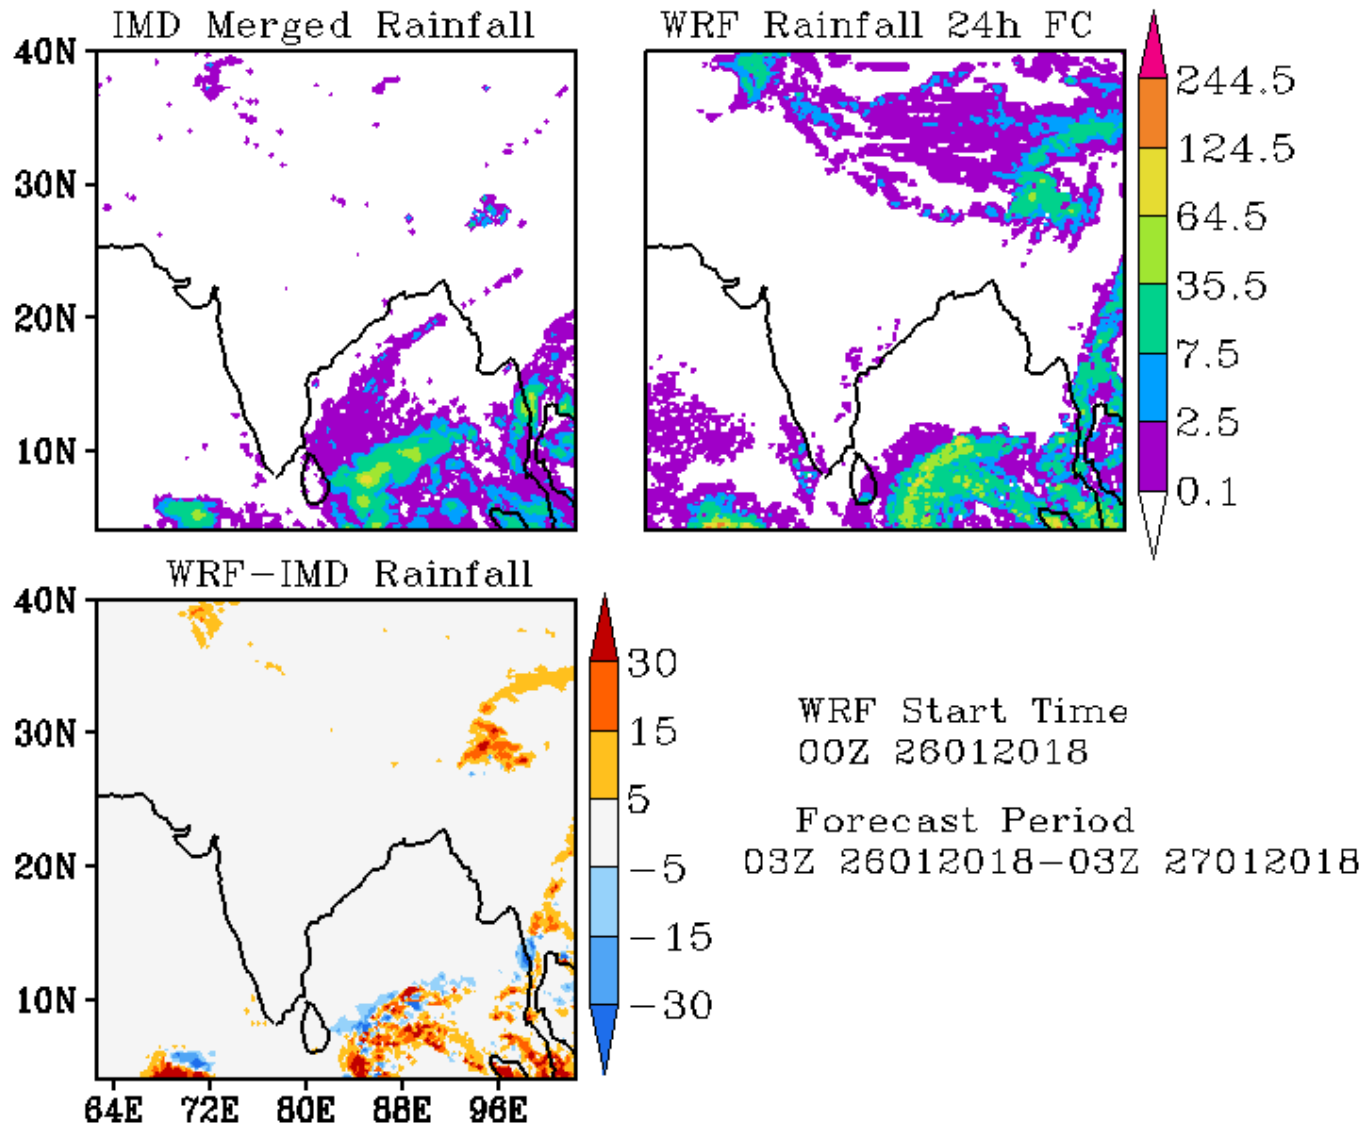 IMD Merged Rainfall
WRF Rainfall 24h FC
40N
30N
20N
10N
244.5
124.5
64.5
35.5
7.5
2.5
0.1
WRF-IMD Rainfall
40N
30N
20N
10N
64E 72E 80E 88E 96E
30
15
5
-5
-15
-30
WRF Start Time
00Z 26012018
Forecast Period
03Z 26012018-03Z 27012018